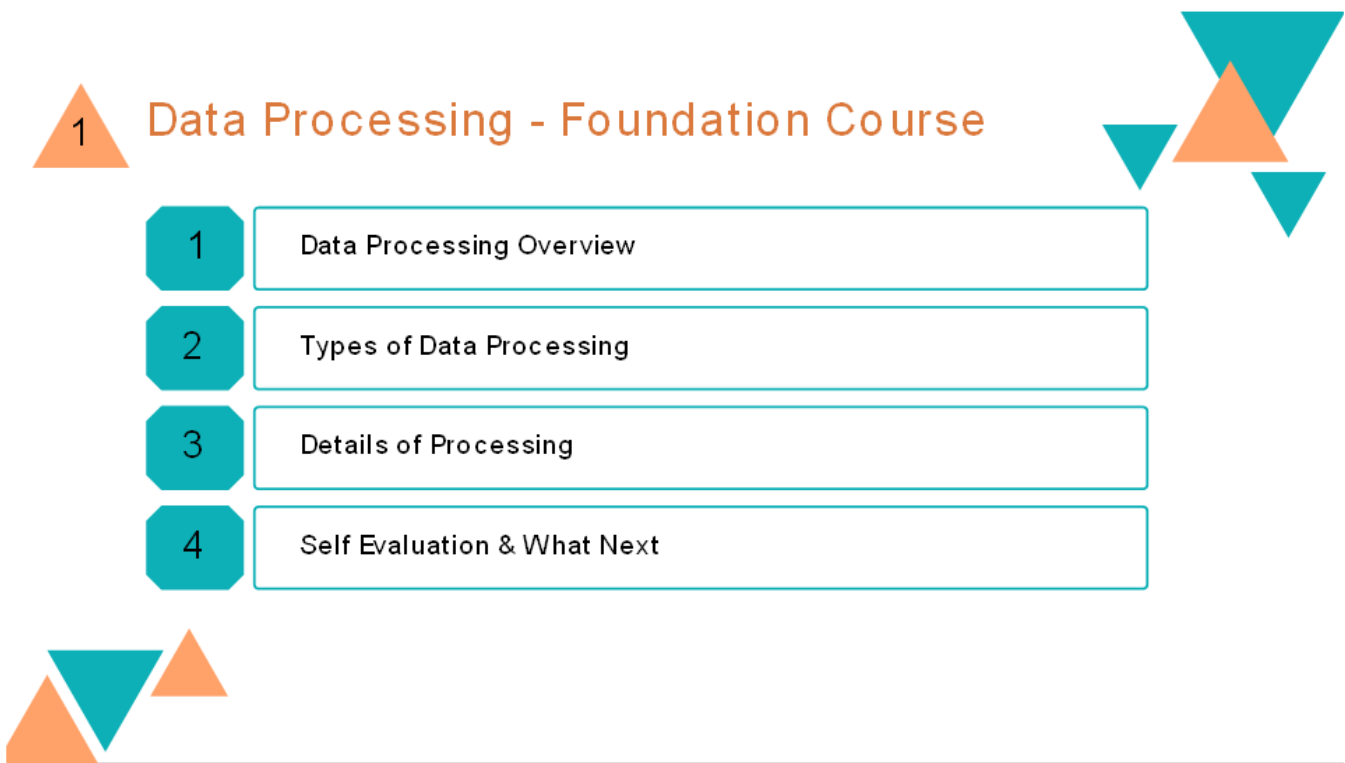 1
Data Processing - Foundation Course
1
Data Processing Overview
2
Types of Data Processing
3
Details of Processing
4
Self Evaluation & What Next